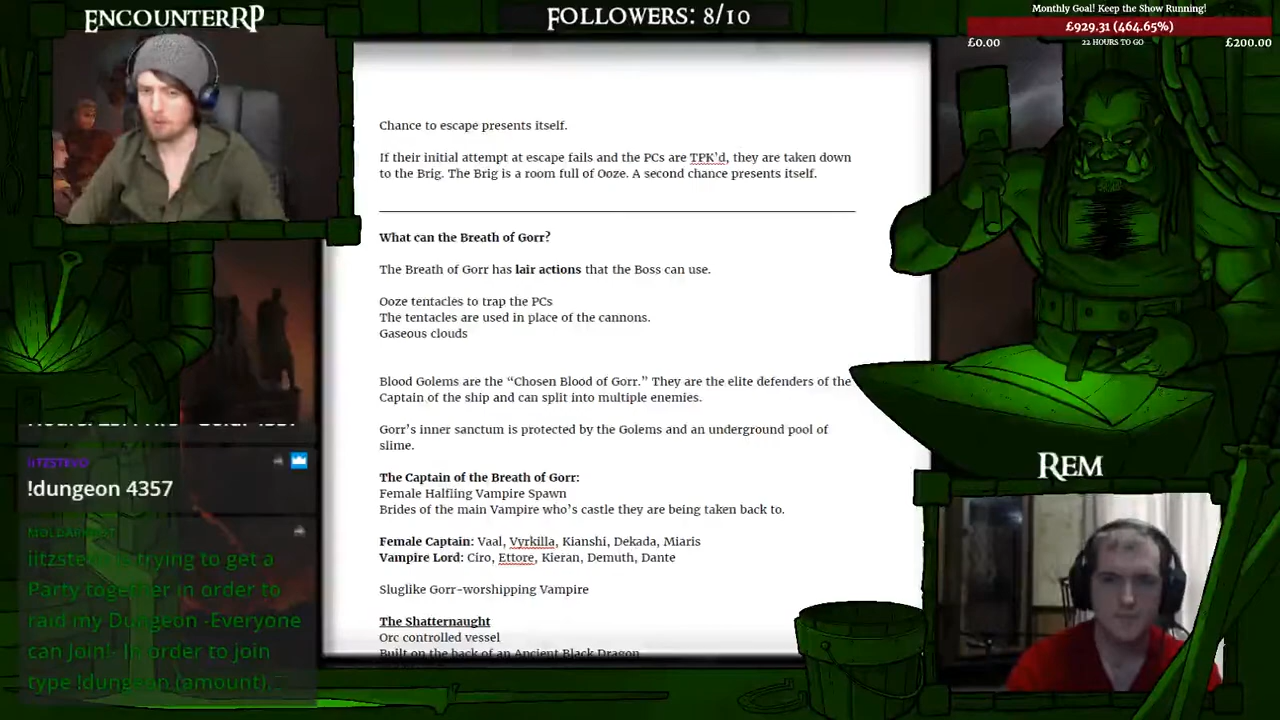 ENCOUNTERRP
FOLLOWERS: 8/10
Monthly Goal! Keep the Show Running!
£929.31 (464.65%)
£0.00
22 HOURS TO GO
£200.00
Chance to escape presents itself.
If their initial attempt at escape fails and the PCs are TPK'd, they are taken down
to the Brig. The Brig is a room full of Ooze. A second chance presents itself.
What can the Breath of Gorr?
The Breath of Gorr has lair actions that the Boss can use.
Ooze tentacles to trap the PCs
The tentacles are used in place of the cannons.
Gaseous clouds
Blood Golems are the “Chosen Blood of Gorr.” They are the elite defenders of the
Captain of the ship and can split into multiple enemies.
Gorr's inner sanctum is protected by the Golems and an underground pool of
slime.
The Captain of the Breath of Gorr:
Female Halfling Vampire Spawn
Brides of the main Vampire who's castle they are being taken back to.
Female Captain: Vaal, Vyrkilla, Kianshi, Dekada, Miaris
Vampire Lord: Ciro, Ettore, Kieran, Demuth, Dante
Sluglike Gorr-worshipping Vampire
The Shatternaught
Orc controlled vessel
Built on the back of an Ancient Black Dragon
!dungeon 4357
is trying to get a
Party together in order to
raid my Dungeon -Everyone
can Join!- In order to join
type !dungeon (amount).
REM